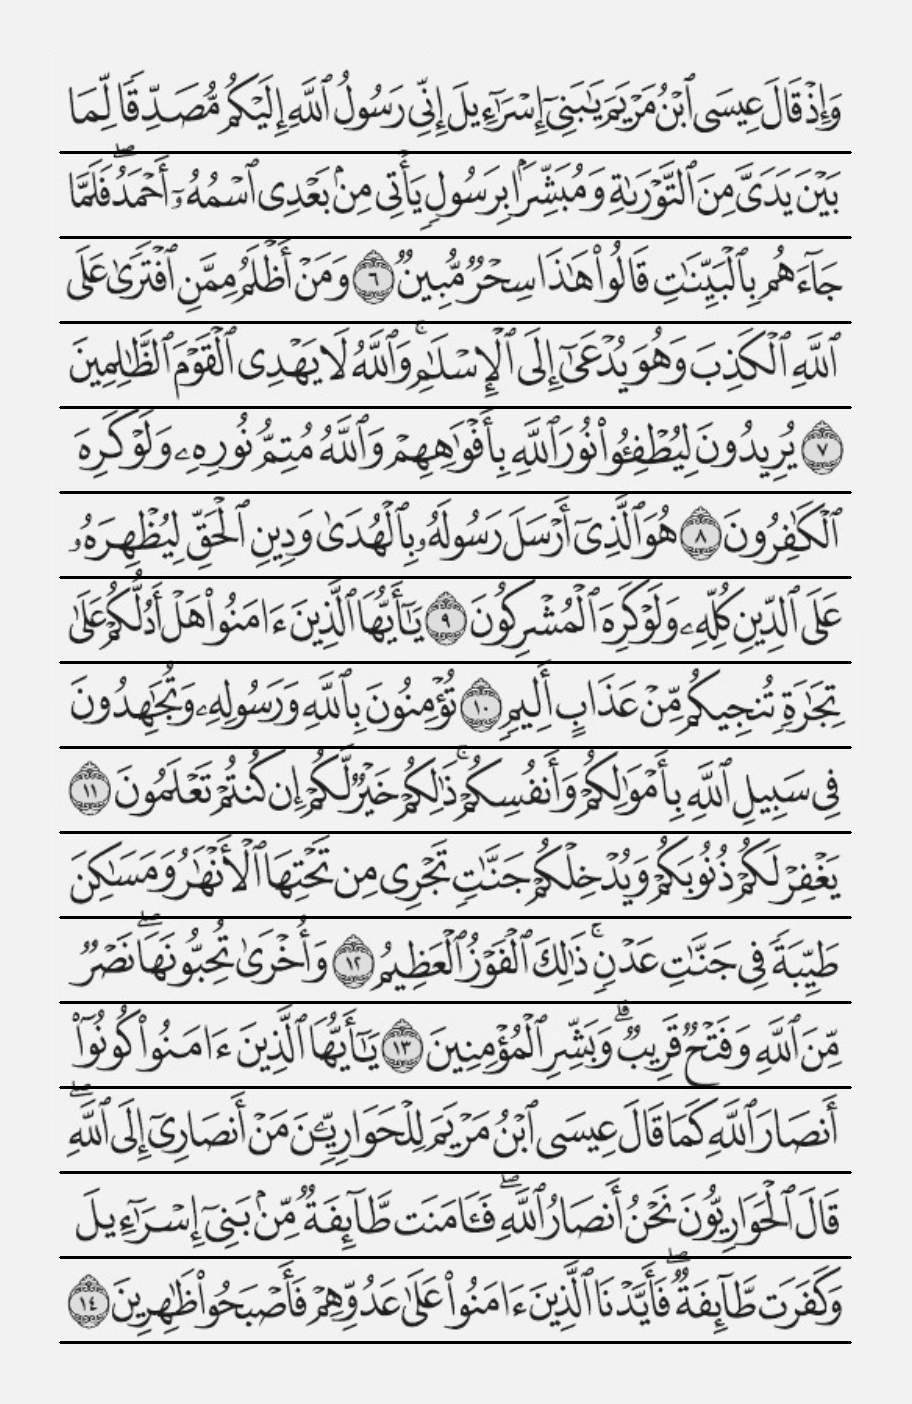 وَإِذۡ قَالَ عِيسَى ٱبۡنُ مَرۡيَمَ يَٰبَنِيٓ إِسۡرَٰٓءِيلَ إِنِّي رَسُولُ ٱللَّهِ إِلَيۡكُم مُّصَدِّقٗا لِّمَا
بَيۡنَ يَدَيَّ مِنَ ٱلتَّوۡرَىٰةِ وَمُبَشِّرَۢا بِرَسُولٖ يَأۡتِي مِنۢ بَعۡدِي ٱسۡمُهُۥٓ أَحۡمَدُۖ فَلَمَّا
جَآءَهُم بِٱلۡبَيِّنَٰتِ قَالُواْ هَٰذَا سِحۡرٞ مُّبِينٞ ٦ وَمَنۡ أَظۡلَمُ مِمَّنِ ٱفۡتَرَىٰ عَلَى
ٱللَّهِ ٱلۡكَذِبَ وَهُوَ يُدۡعَىٰٓ إِلَى ٱلۡإِسۡلَٰمِۚ وَٱللَّهُ لَا يَهۡدِي ٱلۡقَوۡمَ ٱلظَّٰلِمِينَ
٧ يُرِيدُونَ لِيُطۡفِـُٔواْ نُورَ ٱللَّهِ بِأَفۡوَٰهِهِمۡ وَٱللَّهُ مُتِمُّ نُورِهِۦ وَلَوۡ كَرِهَ
ٱلۡكَٰفِرُونَ ٨ هُوَ ٱلَّذِيٓ أَرۡسَلَ رَسُولَهُۥ بِٱلۡهُدَىٰ وَدِينِ ٱلۡحَقِّ لِيُظۡهِرَهُۥ
عَلَى ٱلدِّينِ كُلِّهِۦ وَلَوۡ كَرِهَ ٱلۡمُشۡرِكُونَ ٩ يَٰٓأَيُّهَا ٱلَّذِينَ ءَامَنُواْ هَلۡ أَدُلُّكُمۡ عَلَىٰ
تِجَٰرَةٖ تُنجِيكُم مِّنۡ عَذَابٍ أَلِيمٖ ١٠ تُؤۡمِنُونَ بِٱللَّهِ وَرَسُولِهِۦ وَتُجَٰهِدُونَ
فِي سَبِيلِ ٱللَّهِ بِأَمۡوَٰلِكُمۡ وَأَنفُسِكُمۡۚ ذَٰلِكُمۡ خَيۡرٞ لَّكُمۡ إِن كُنتُمۡ تَعۡلَمُونَ ١١
يَغۡفِرۡ لَكُمۡ ذُنُوبَكُمۡ وَيُدۡخِلۡكُمۡ جَنَّٰتٖ تَجۡرِي مِن تَحۡتِهَا ٱلۡأَنۡهَٰرُ وَمَسَٰكِنَ
طَيِّبَةٗ فِي جَنَّٰتِ عَدۡنٖۚ ذَٰلِكَ ٱلۡفَوۡزُ ٱلۡعَظِيمُ ١٢ وَأُخۡرَىٰ تُحِبُّونَهَاۖ نَصۡرٞ
مِّنَ ٱللَّهِ وَفَتۡحٞ قَرِيبٞۗ وَبَشِّرِ ٱلۡمُؤۡمِنِينَ ١٣ يَٰٓأَيُّهَا ٱلَّذِينَ ءَامَنُواْ كُونُوٓاْ
أَنصَارَ ٱللَّهِ كَمَا قَالَ عِيسَى ٱبۡنُ مَرۡيَمَ لِلۡحَوَارِيِّـۧنَ مَنۡ أَنصَارِيٓ إِلَى ٱللَّهِۖ
قَالَ ٱلۡحَوَارِيُّونَ نَحۡنُ أَنصَارُ ٱللَّهِۖ فَـَٔامَنَت طَّآئِفَةٞ مِّنۢ بَنِيٓ إِسۡرَٰٓءِيلَ
وَكَفَرَت طَّآئِفَةٞۖ فَأَيَّدۡنَا ٱلَّذِينَ ءَامَنُواْ عَلَىٰ عَدُوِّهِمۡ فَأَصۡبَحُواْ ظَٰهِرِينَ ١٤